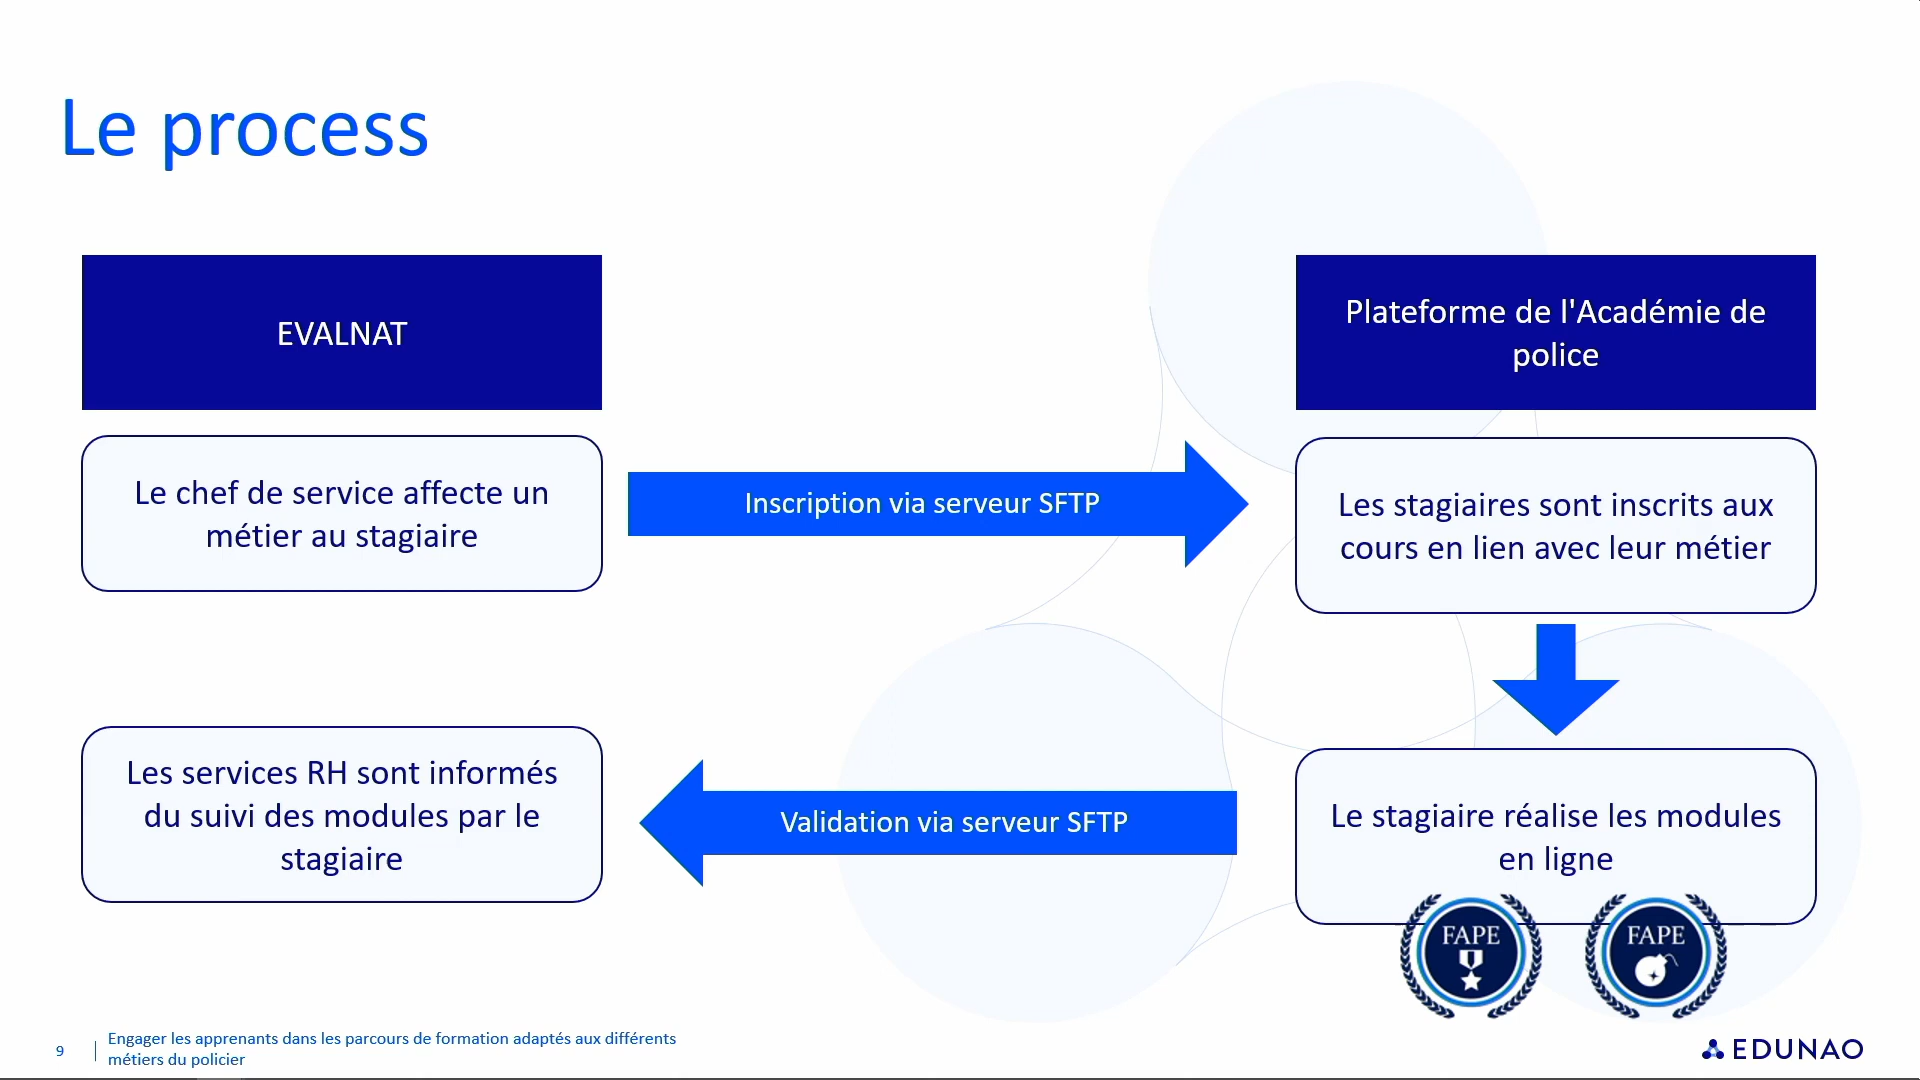 Le process
EVALNAT
Plateforme de l'Académie de
police
Le chef de service affecte un
métier au stagiaire
Inscription via serveur SFTP
Les stagiaires sont inscrits aux
cours en lien avec leur métier
Les services RH sont informés
du suivi des modules par le
stagiaire
Validation via serveur SFTP
Le stagiaire réalise les modules
en ligne
FAPE
FAPE
9
Engager les apprenants dans les parcours de formation adaptés aux différents
métiers du policier
EDUNAO